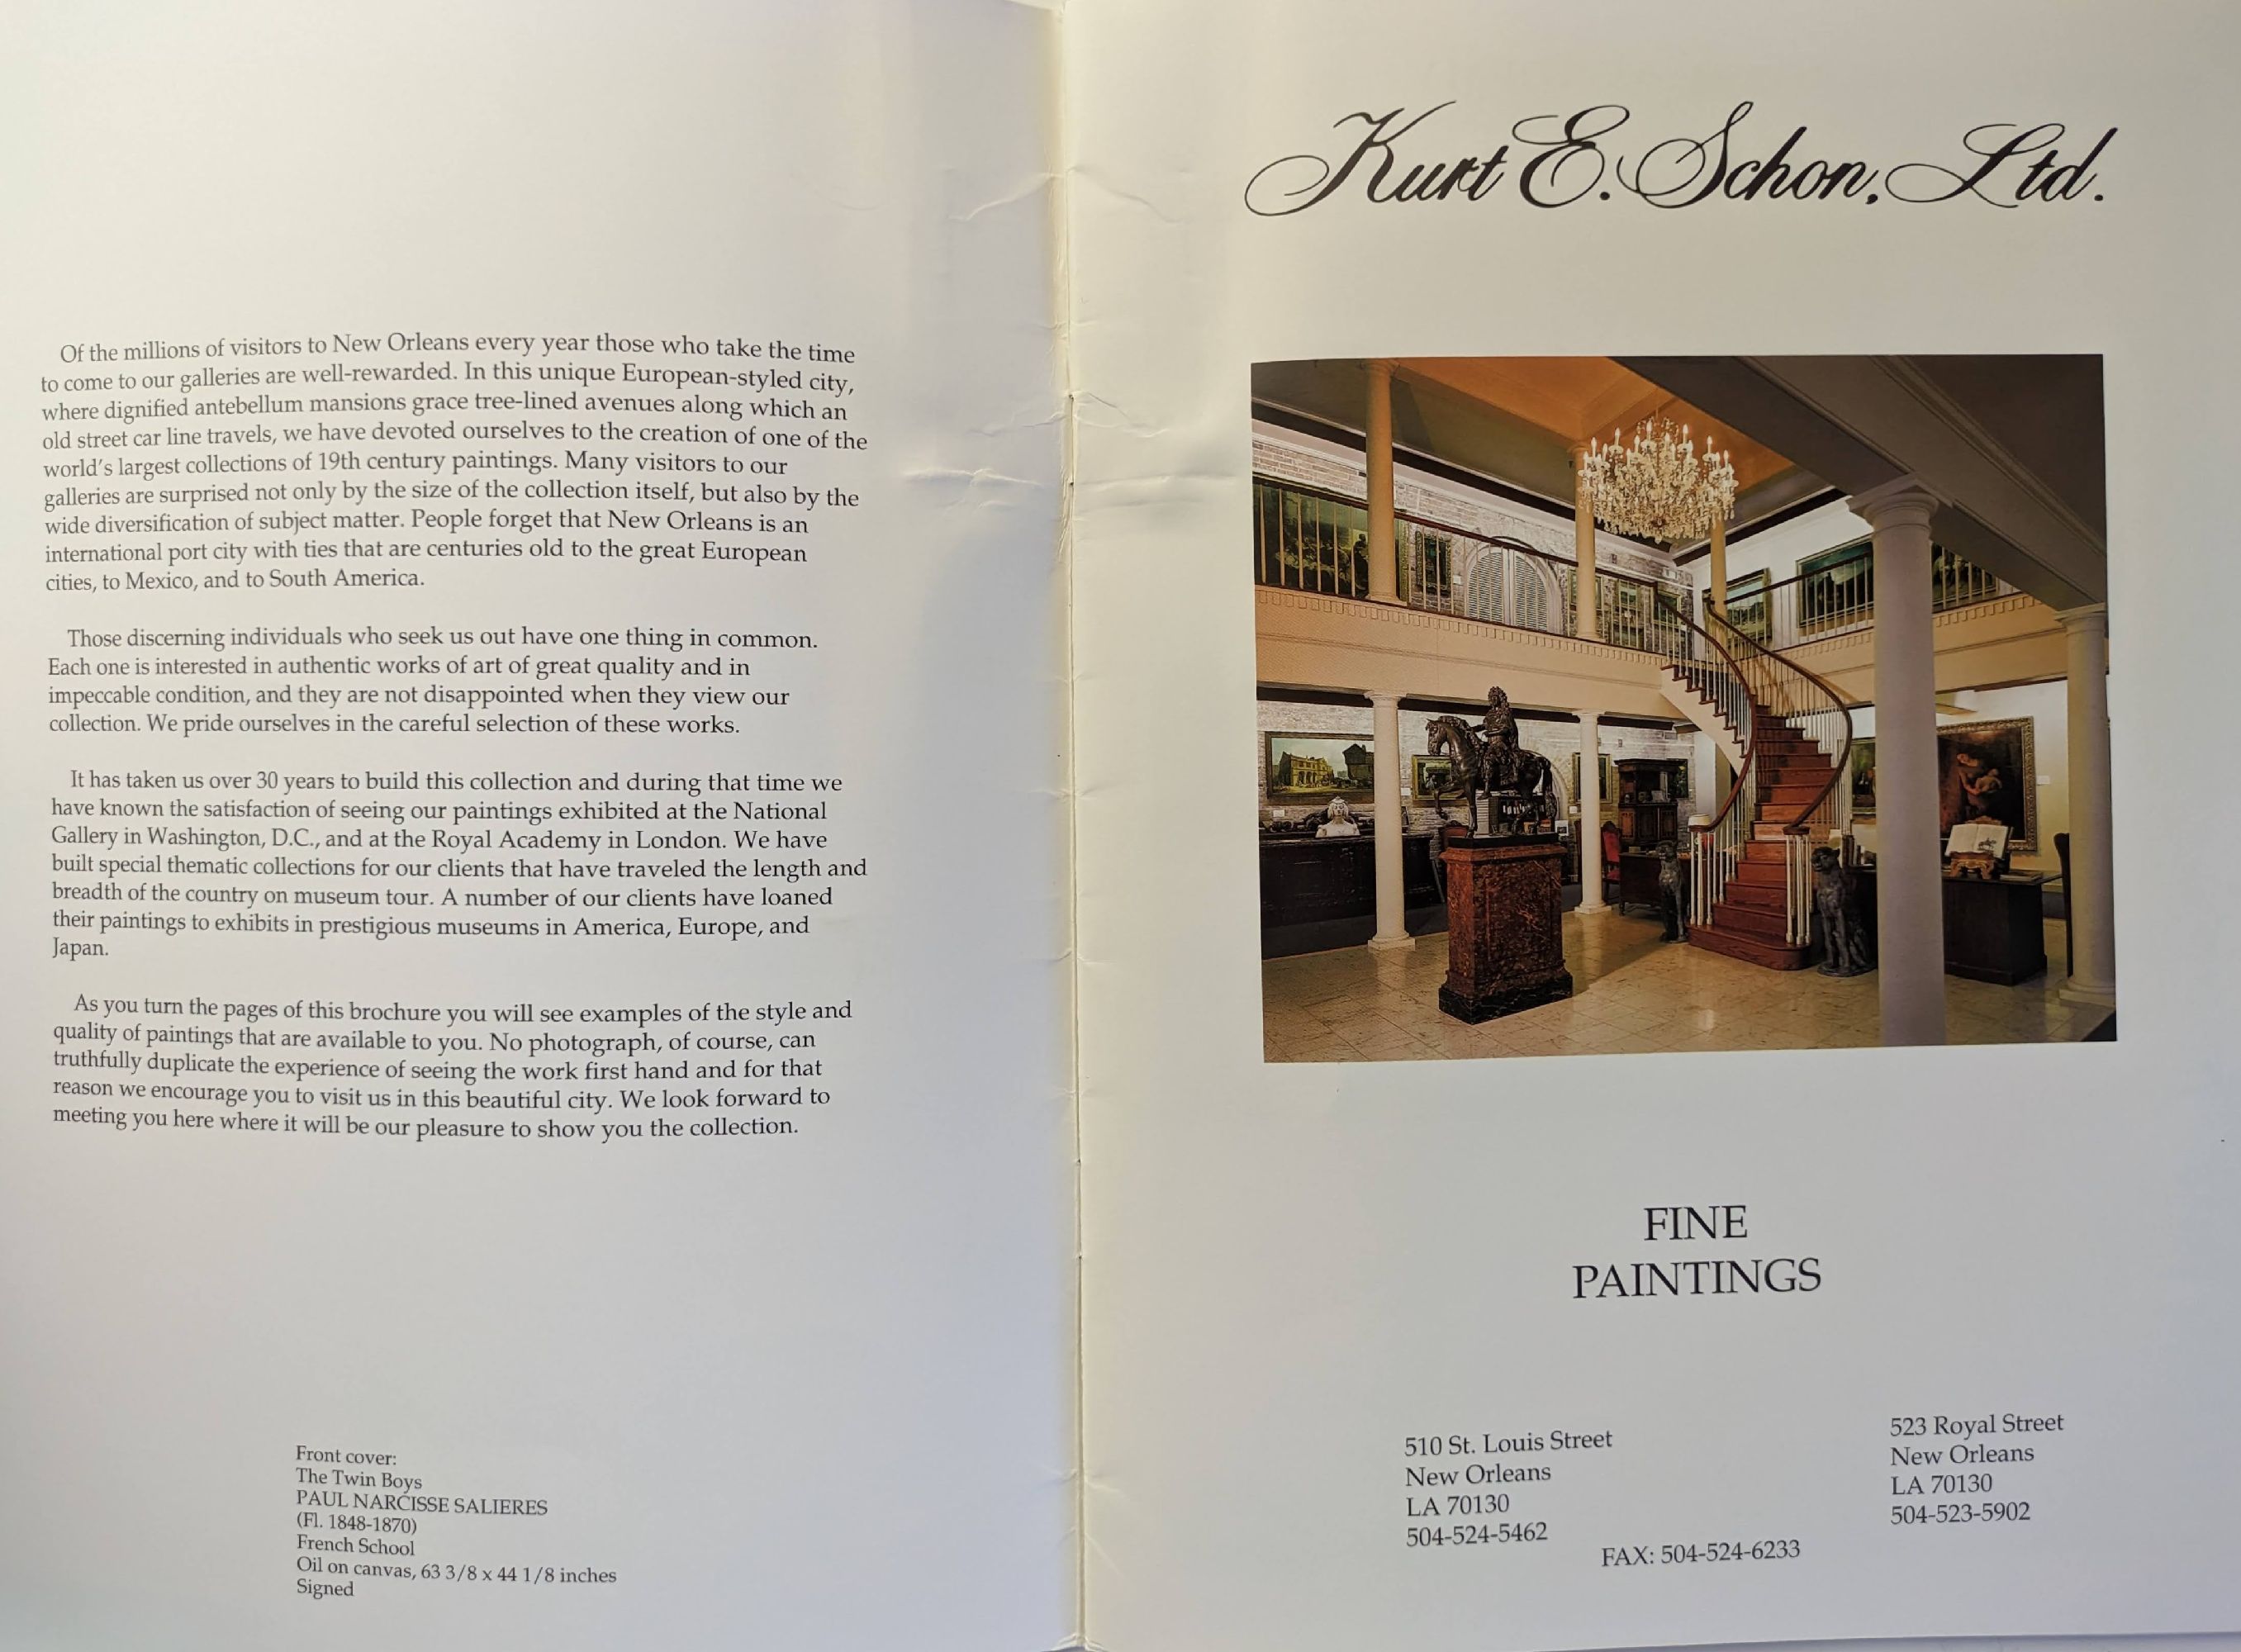 Of the millions of visitors to New Orleans every year those who take the time
to come to our galleries are well-rewarded. In this unique European-styled city,
where dignified antebellum mansions grace tree-lined avenues along which an
old street car line travels, we have devoted ourselves to the creation of one of the
world's largest collections of 19th century paintings. Many visitors to our
galleries are surprised not only by the size of the collection itself, but also by the
wide diversification of subject matter. People forget that New Orleans is an
international port city with ties that are centuries old to the great European
cities, to Mexico, and to South America.
Those discerning individuals who seek us out have one thing in common.
Each one is interested in authentic works of art of great quality and in
impeccable condition, and they are not disappointed when they view our
collection. We pride ourselves in the careful selection of these works.
It has taken us over 30 years to build this collection and during that time we
have known the satisfaction of seeing our paintings exhibited at the National
Gallery in Washington, D.C., and at the Royal Academy in London. We have
built special thematic collections for our clients that have traveled the length and
breadth of the country on museum tour. A number of our clients have loaned
their paintings to exhibits in prestigious museums in America, Europe, and
Japan.
As you turn the pages of this brochure you will see examples of the style and
quality of paintings that are available to you. No photograph, of course, can
truthfully duplicate the experience of seeing the work first hand and for that
reason we encourage you to visit us in this beautiful city. We look forward to
meeting you here where it will be our pleasure to show you the collection.
Front cover:
The Twin Boys
PAUL NARCISSE SALIERES
(Fl. 1848-1870)
French School
Oil on canvas, 63 3/8 x 44 1/8 inches
Signed
Kurt E. Schon, Ltd.
FINE
PAINTINGS
510 St. Louis Street
New Orleans
LA 70130
504-524-5462
523 Royal Street
New Orleans
LA 70130
504-523-5902
FAX: 504-524-6233